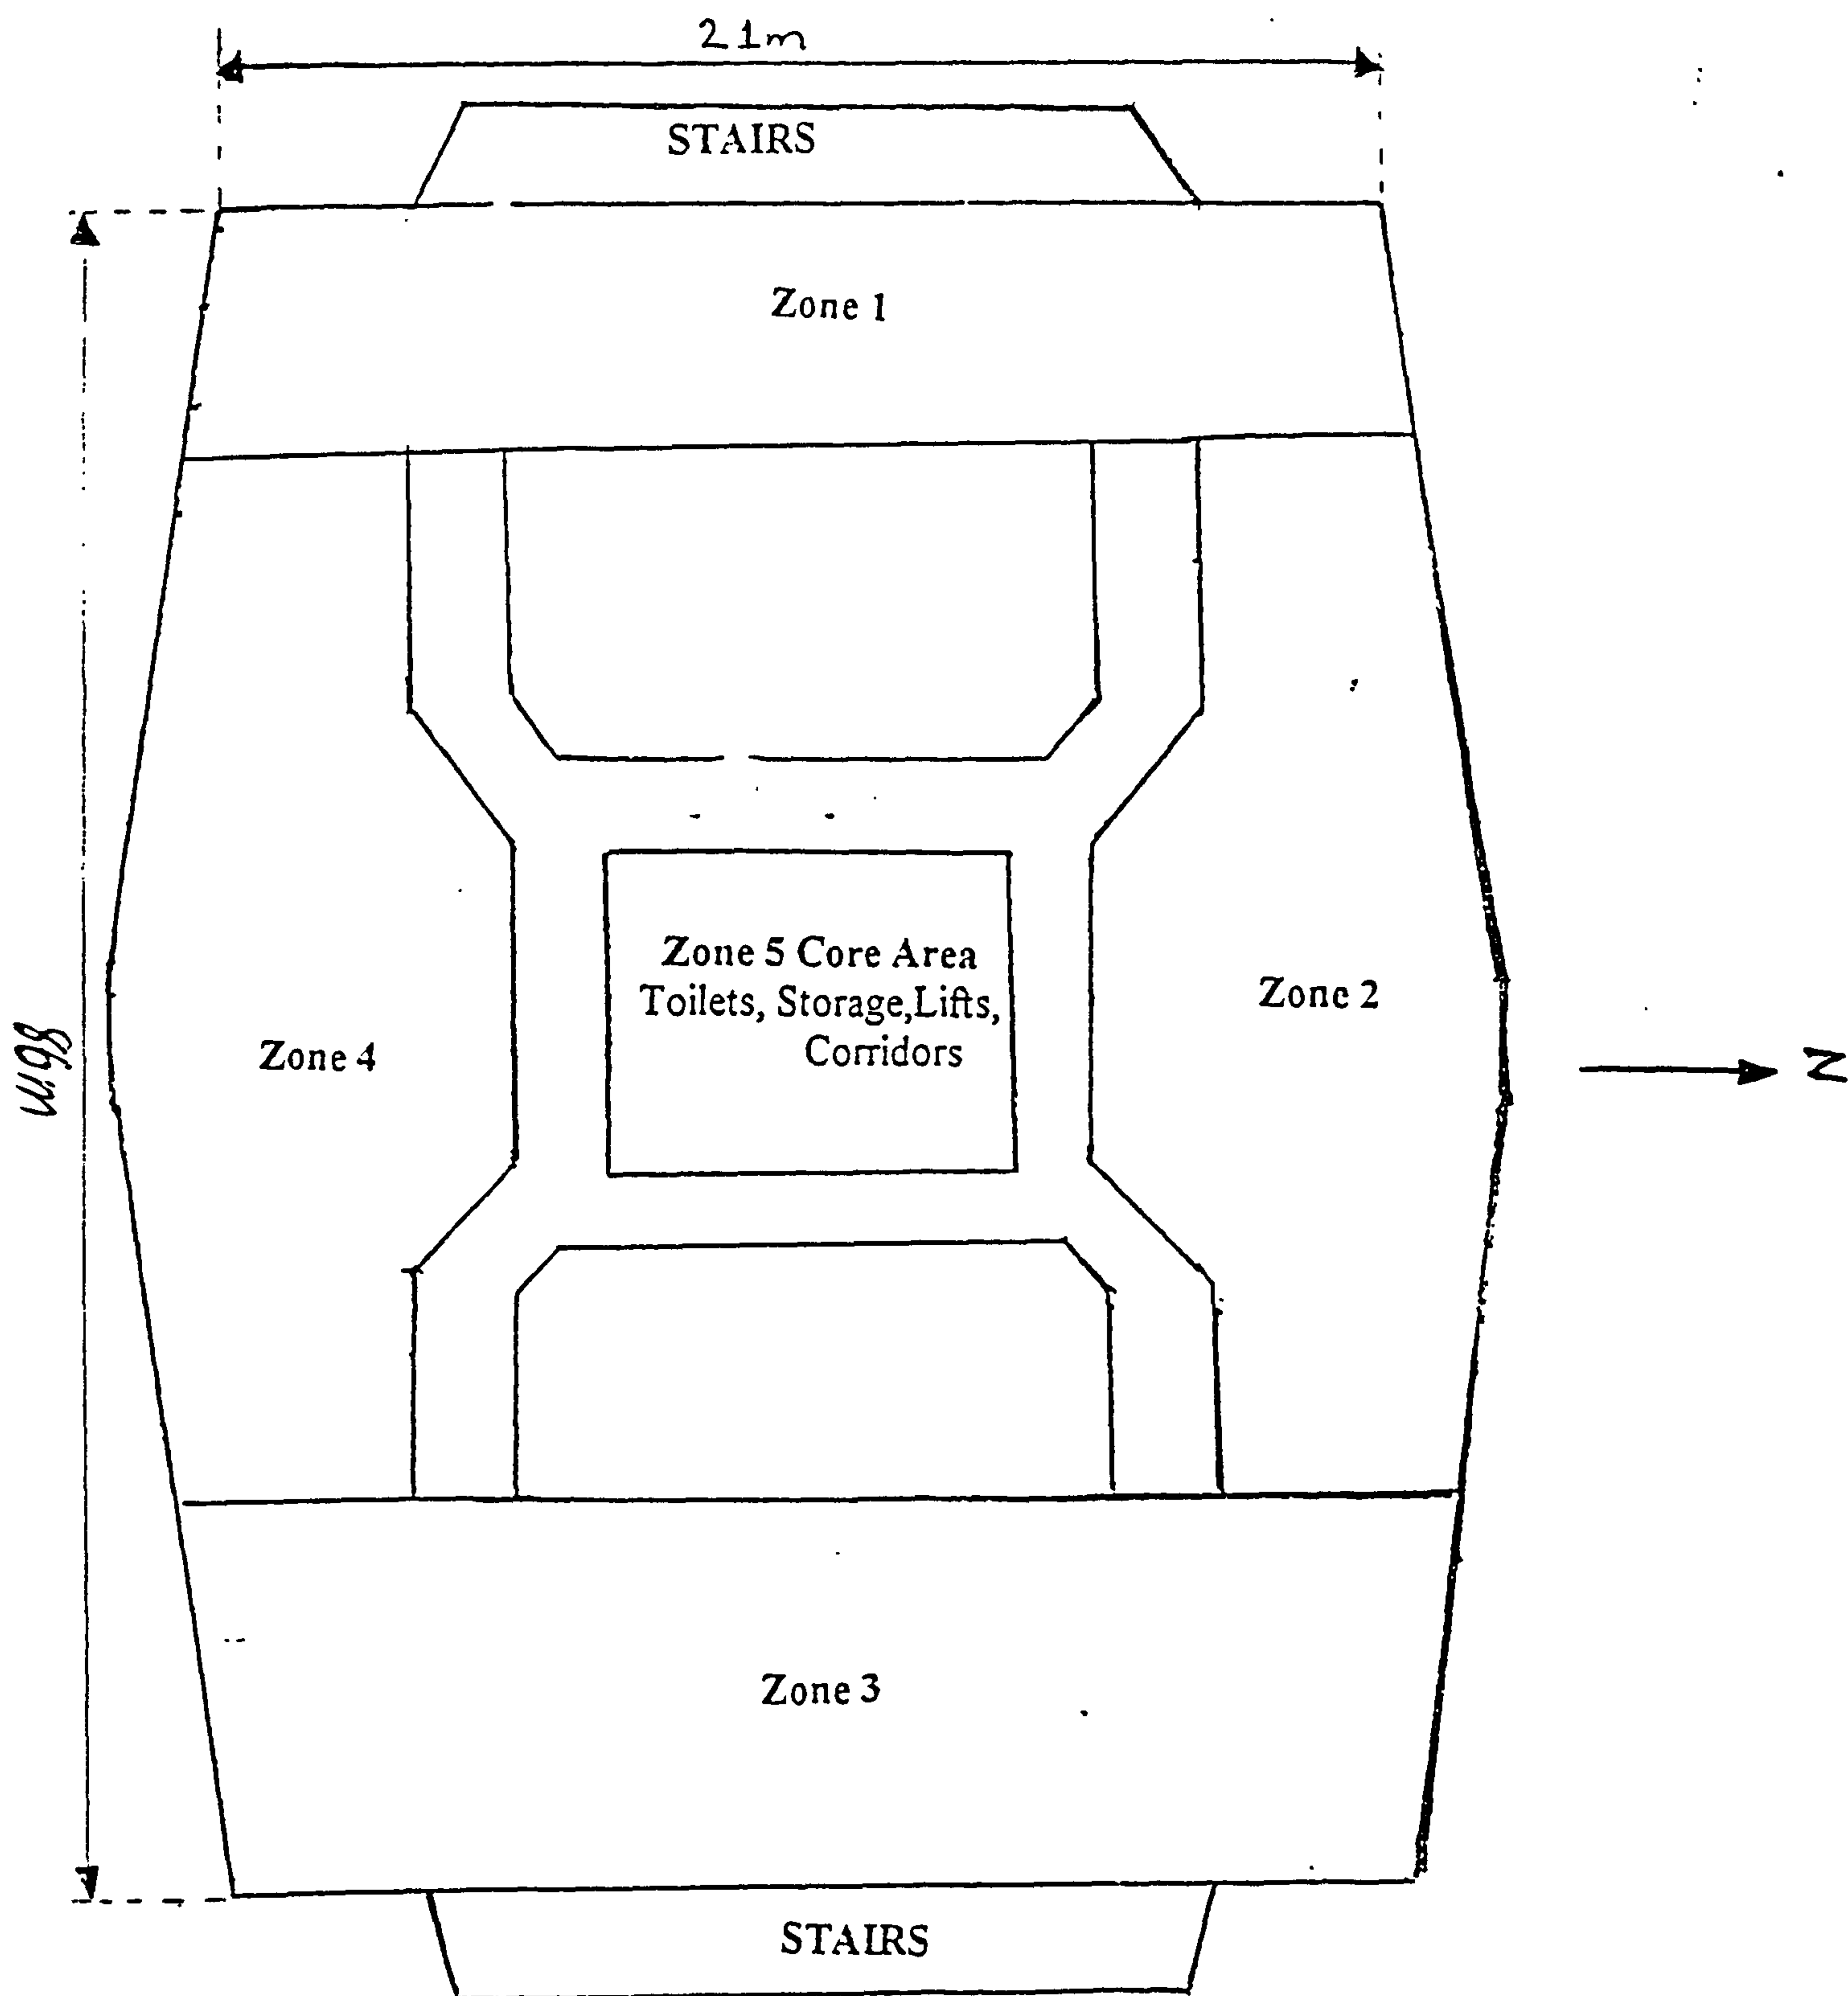 21m
STAIRS
Zone 1
Zone 5 Core Area
Toilets, Storage,Lifts,
Corridors
Zone 2
Zone 4
N
Zone 3
STAIRS